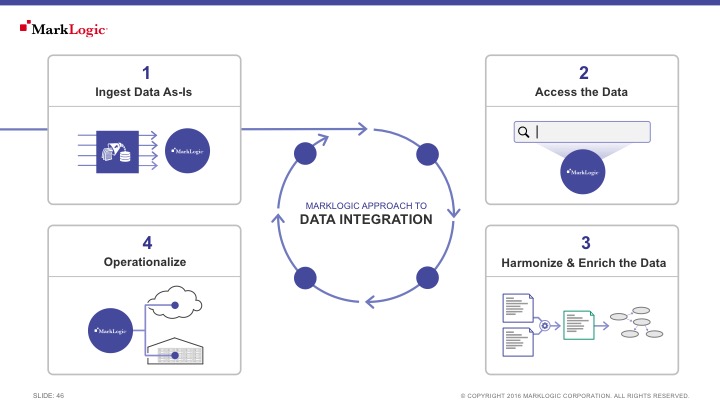 MarkLogic
1
Ingest Data As-Is
MarkLogic
2
Access the Data
MarkLogic
MARKLOGIC APPROACH TO
DATA INTEGRATION
4
Operationalize
MarkLogic
3
Harmonize & Enrich the Data
SLIDE: 46
© COPYRIGHT 2016 MARKLOGIC CORPORATION. ALL RIGHTS RESERVED.